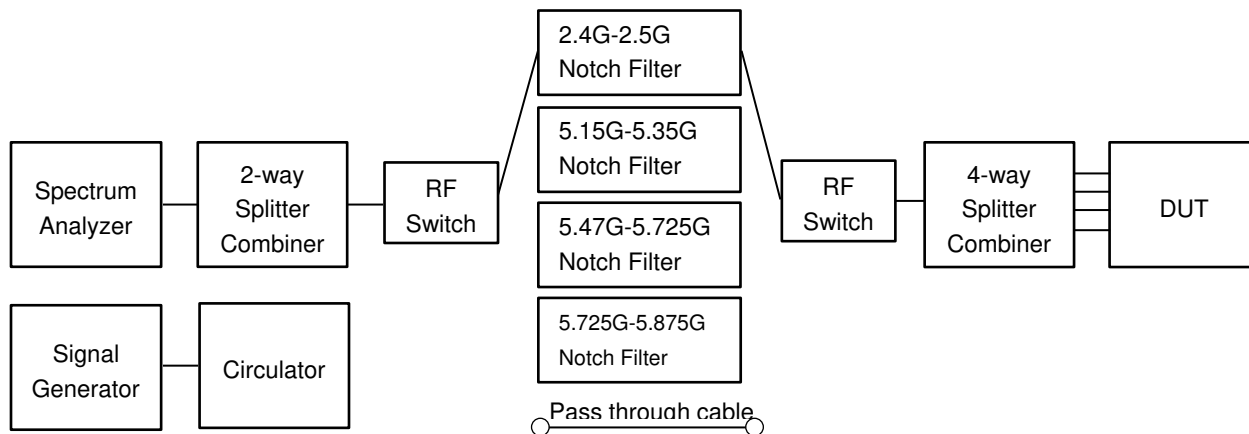 2.4G-2.5G
Notch Filter
5.15G-5.35G
Notch Filter
Spectrum
Analyzer
2-way
Splitter
Combiner
RF
Switch
RF
Switch
4-way
Splitter
Combiner
DUT
5.47G-5.725G
Notch Filter
Signal
Generator
Circulator
5.725G-5.875G
Notch Filter
Pass through cable